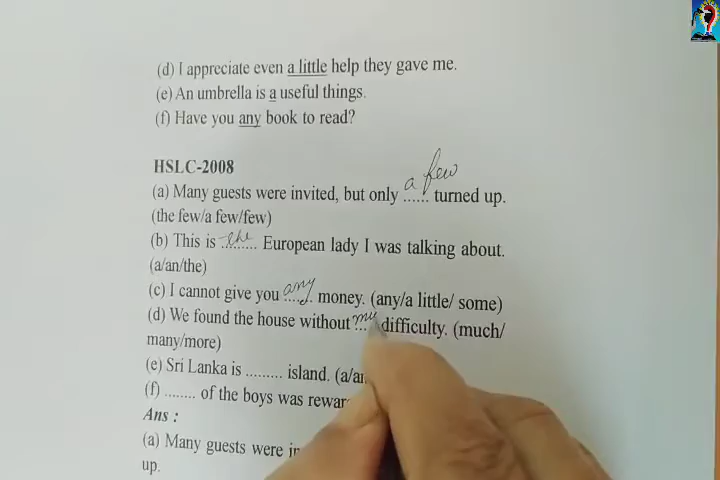 (d) I appreciate even a little help they gave me.
(e) An umbrella is a useful things.
(f) Have you any book to read?
HSLC-2008
(a) Many guests were invited, but only a few turned up.
(the few/a few/few)
(b) This is the European lady I was talking about.
(a/an/the)
(c) I cannot give you any money. (any/a little/ some)
(d) We found the house without mu difficulty. (much/
many/more)
(e) Sri Lanka is ......... island. (a/an
(f) ........ of the boys was rewar
Ans :
(a) Many guests were in
up.